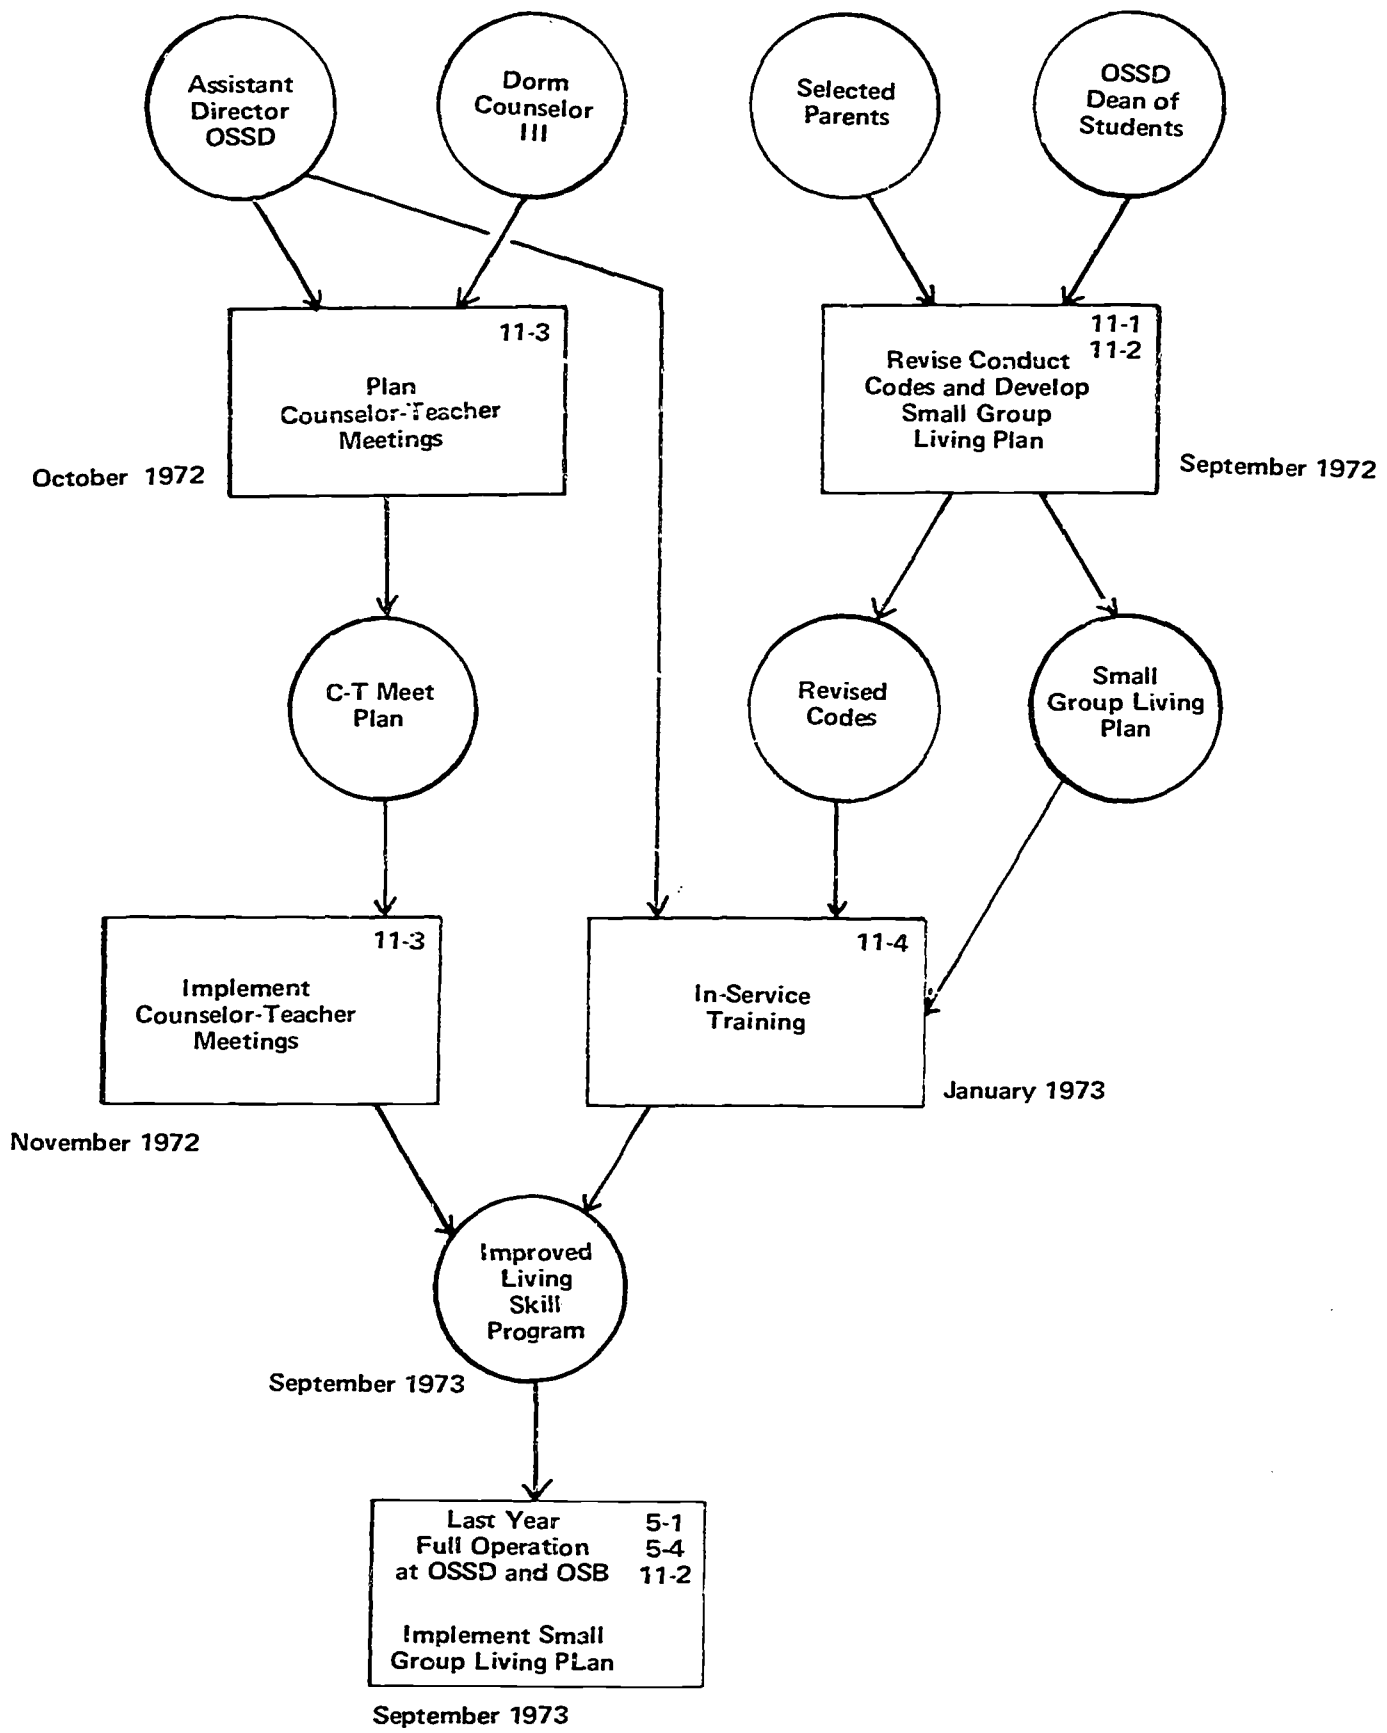 Assistant
Director
OSSD
Dorm
Counselor
III
Selected
Parents
OSSD
Dean of
Students
11-3
Plan
Counselor-Teacher
Meetings
October 1972
11-1
11-2
Revise Conduct
Codes and Develop
Small Group
Living Plan
September 1972
C-T Meet
Plan
Revised
Codes
Small
Group Living
Plan
11-3
Implement
Counselor-Teacher
Meetings
November 1972
11-4
In-Service
Training
January 1973
Improved
Living
Skill
Program
September 1973
Last Year 5-1
Full Operation 5-4
at OSSD and OSB 11-2
Implement Small
Group Living PLan
September 1973